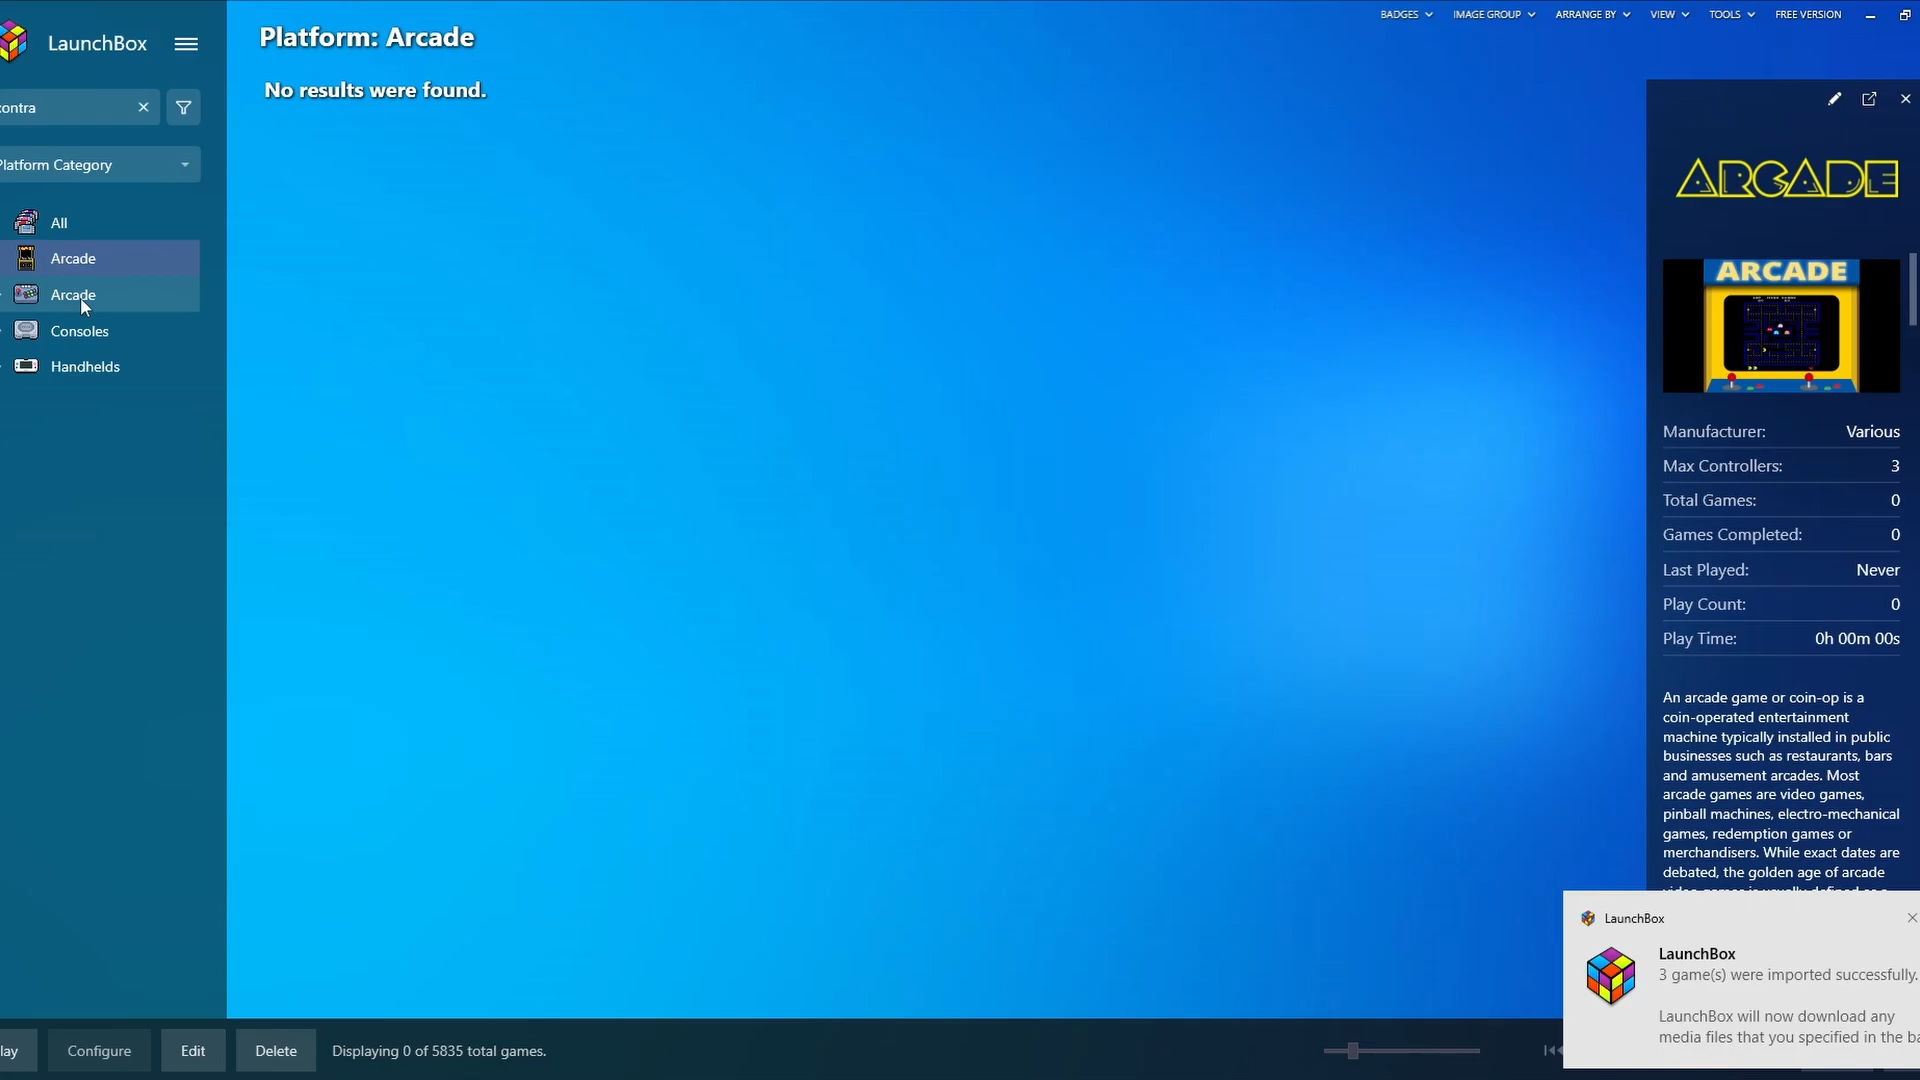 BADGES
IMAGE GROUP
ARRANGE BY
VIEW
TOOLS
FREE VERSION
LaunchBox
Platform: Arcade
No results were found.
contra
Platform Category
All
Arcade
Arcade
Consoles
Handhelds
ARCADE
ARCADE
Manufacturer: Various
Max Controllers: 3
Total Games: 0
Games Completed: 0
Last Played: Never
Play Count: 0
Play Time: 0h 00m 00s
An arcade game or coin-op is a
coin-operated entertainment
machine typically installed in public
businesses such as restaurants, bars
and amusement arcades. Most
arcade games are video games,
pinball machines, electro-mechanical
games, redemption games or
merchandisers. While exact dates are
debated, the golden age of arcade
LaunchBox
LaunchBox
3 game(s) were imported successfully.
LaunchBox will now download any
media files that you specified in the ba
lay
Configure
Edit
Delete
Displaying 0 of 5835 total games.